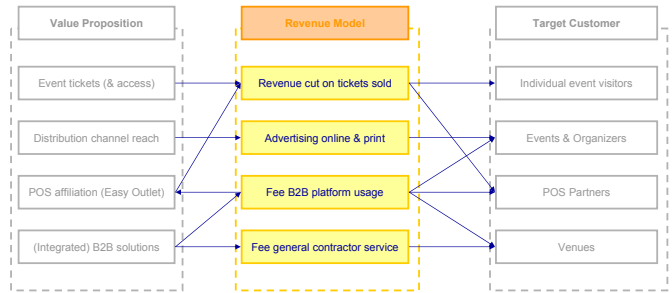 Value Proposition
Revenue Model
Target Customer
Event tickets (& access)
Revenue cut on tickets sold
Individual event visitors
Distribution channel reach
Advertising online & print
Events & Organizers
POS affiliation (Easy Outlet)
Fee B2B platform usage
POS Partners
(Integrated) B2B solutions
Fee general contractor service
Venues